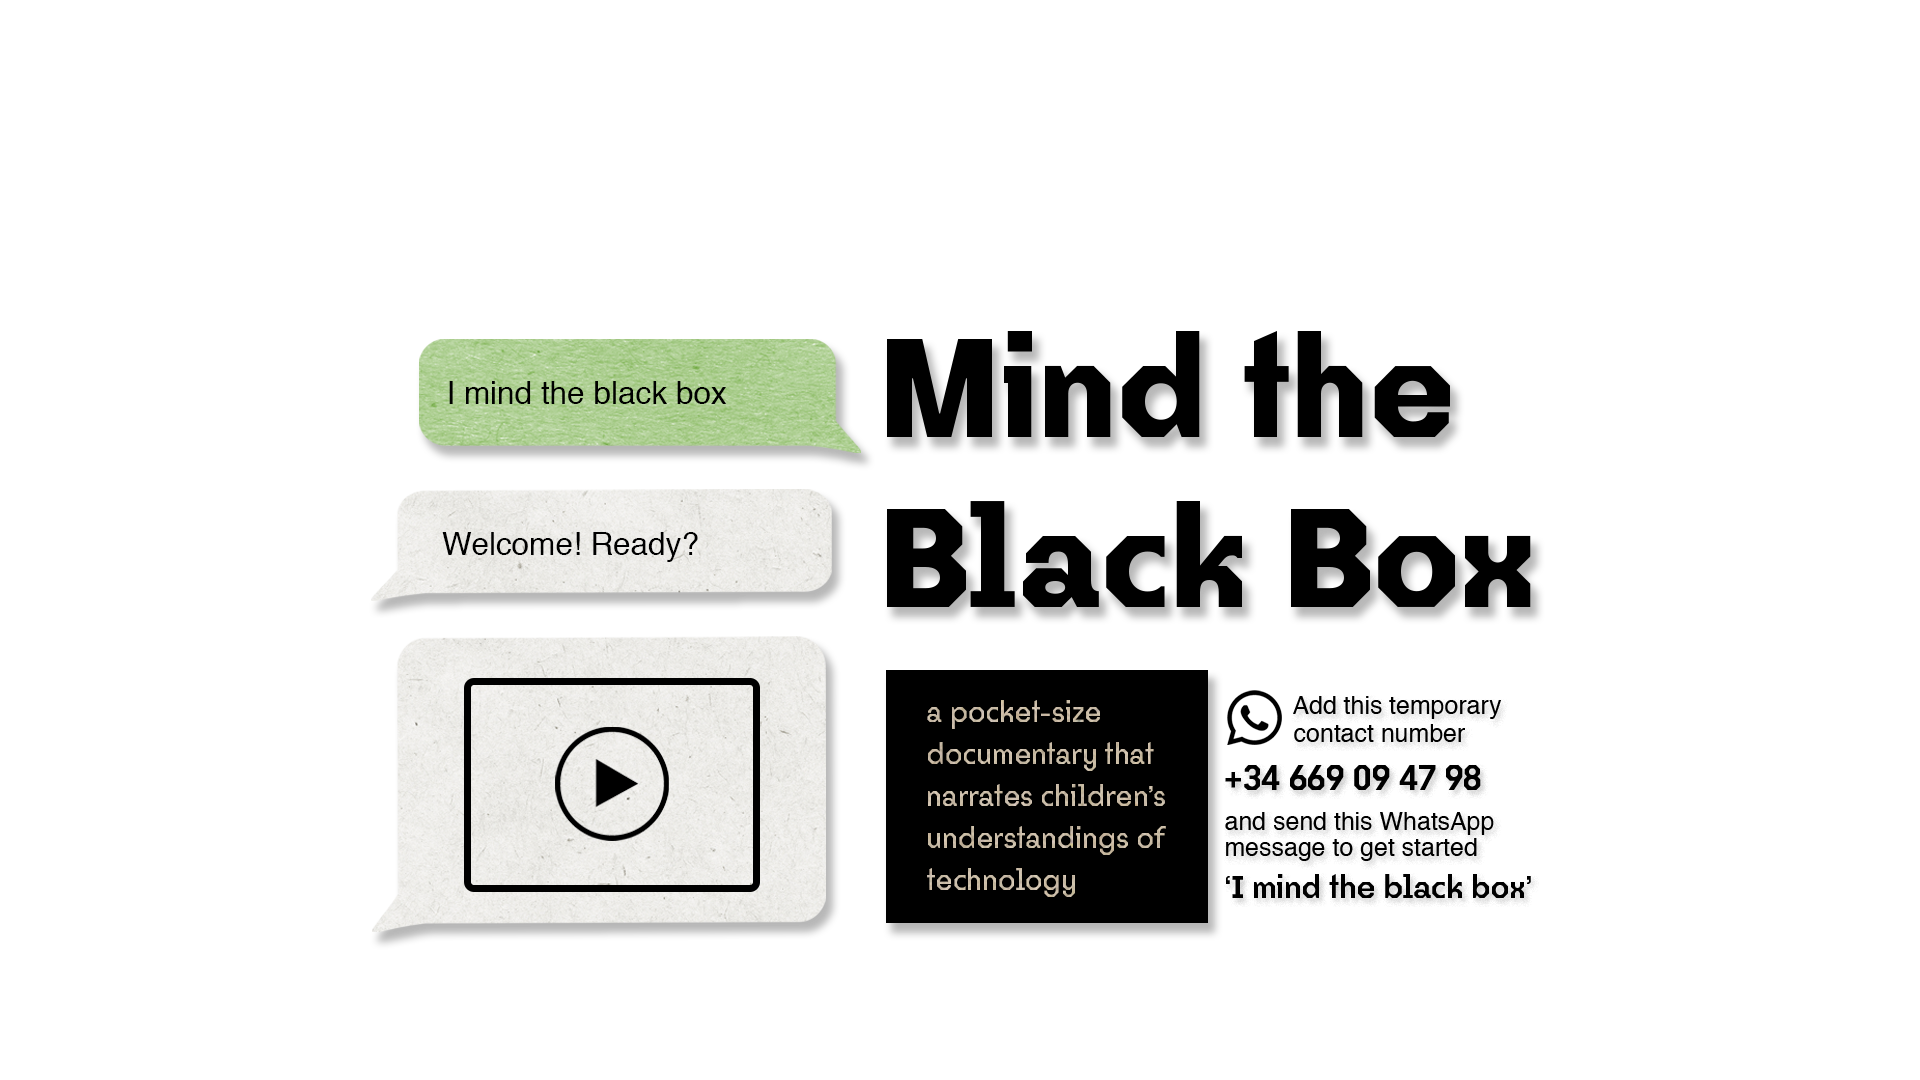 I mind the black box
Welcome! Ready?
Mind the
Black Box
a pocket-size
documentary that
narrates children’s
understandings of
technology
Add this temporary
contact number
+34 669 09 47 98
and send this WhatsApp
message to get started
‘I mind the black box’